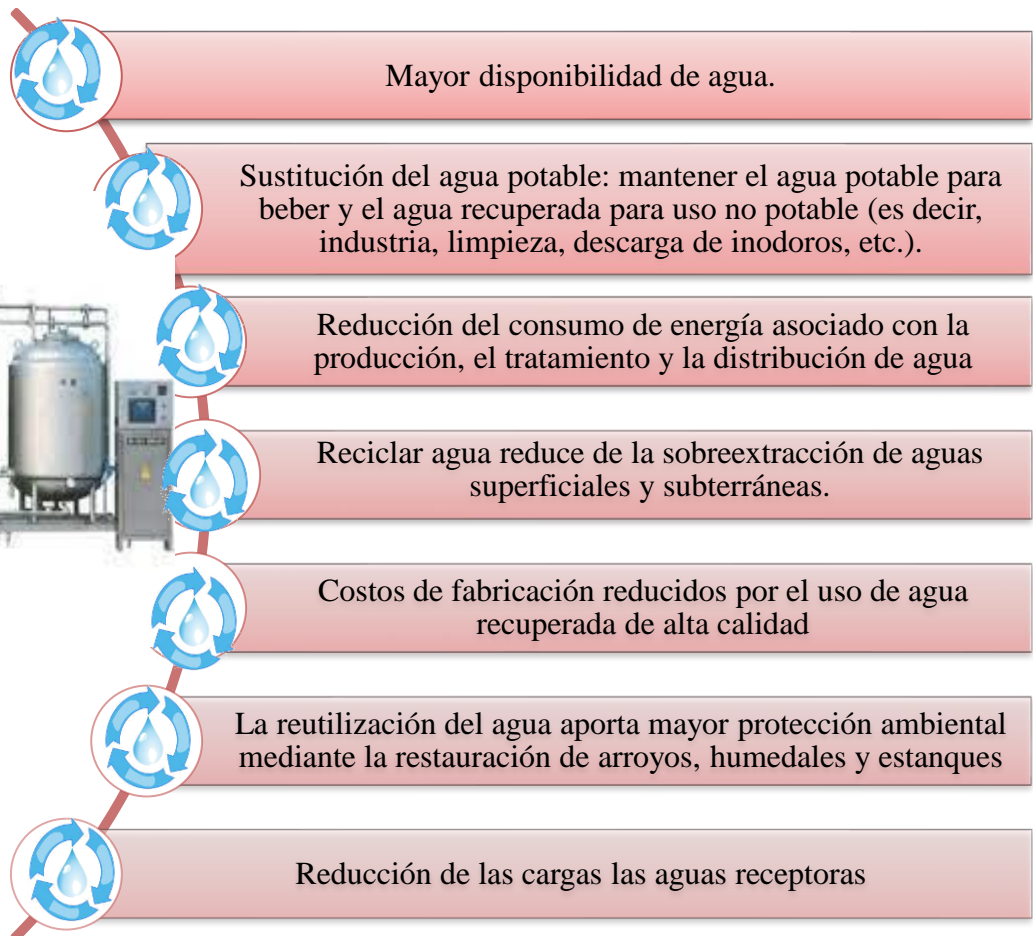 Mayor disponibilidad de agua.
Sustitución del agua potable: mantener el agua potable para
beber y el agua recuperada para uso no potable (es decir,
industria, limpieza, descarga de inodoros, etc.).
Reducción del consumo de energía asociado con la
producción, el tratamiento y la distribución de agua
Reciclar agua reduce de la sobreextracción de aguas
superficiales y subterráneas.
Costos de fabricación reducidos por el uso de agua
recuperada de alta calidad
La reutilización del agua aporta mayor protección ambiental
mediante la restauración de arroyos, humedales y estanques
Reducción de las cargas las aguas receptoras